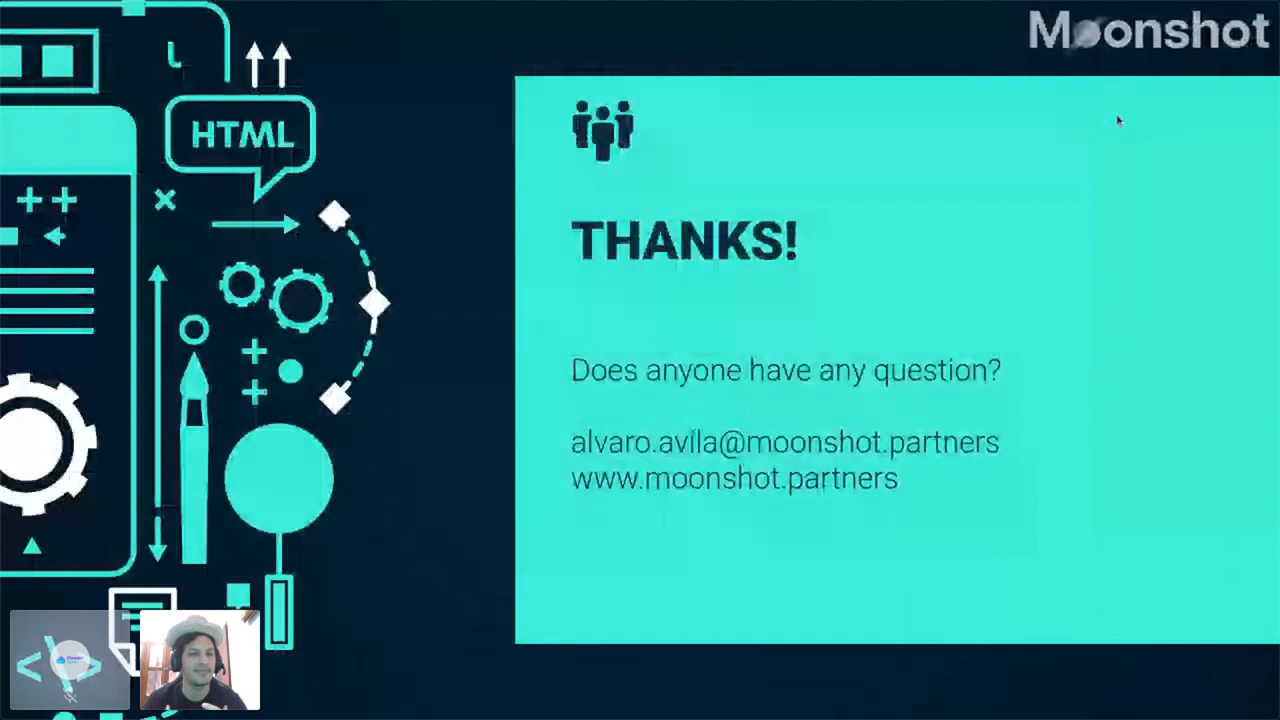 Moonshot
HTML
THANKS!
Does anyone have any question?
alvaro.avila@moonshot.partners
www.moonshot.partners